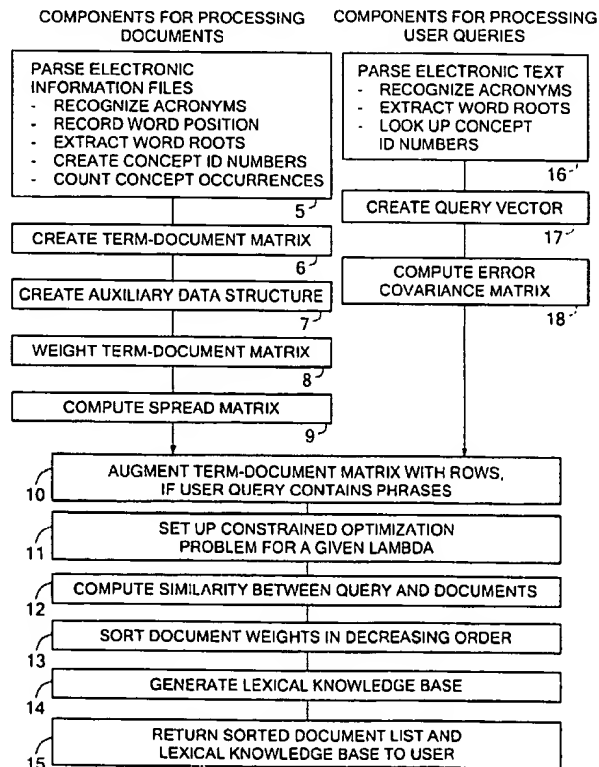 COMPONENTS FOR PROCESSING
DOCUMENTS
PARSE ELECTRONIC
INFORMATION FILES
- RECOGNIZE ACRONYMS
- RECORD WORD POSITION
- EXTRACT WORD ROOTS
- CREATE CONCEPT ID NUMBERS
- COUNT CONCEPT OCCURRENCES
5
CREATE TERM-DOCUMENT MATRIX
6
CREATE AUXILIARY DATA STRUCTURE
7
WEIGHT TERM-DOCUMENT MATRIX
8
COMPUTE SPREAD MATRIX
9
COMPONENTS FOR PROCESSING
USER QUERIES
PARSE ELECTRONIC TEXT
- RECOGNIZE ACRONYMS
- EXTRACT WORD ROOTS
- LOOK UP CONCEPT
ID NUMBERS
16
CREATE QUERY VECTOR
17
COMPUTE ERROR
COVARIANCE MATRIX
18
AUGMENT TERM-DOCUMENT MATRIX WITH ROWS,
IF USER QUERY CONTAINS PHRASES
10
SET UP CONSTRAINED OPTIMIZATION
PROBLEM FOR A GIVEN LAMBDA
11
COMPUTE SIMILARITY BETWEEN QUERY AND DOCUMENTS
12
SORT DOCUMENT WEIGHTS IN DECREASING ORDER
13
GENERATE LEXICAL KNOWLEDGE BASE
14
RETURN SORTED DOCUMENT LIST AND
LEXICAL KNOWLEDGE BASE TO USER
15